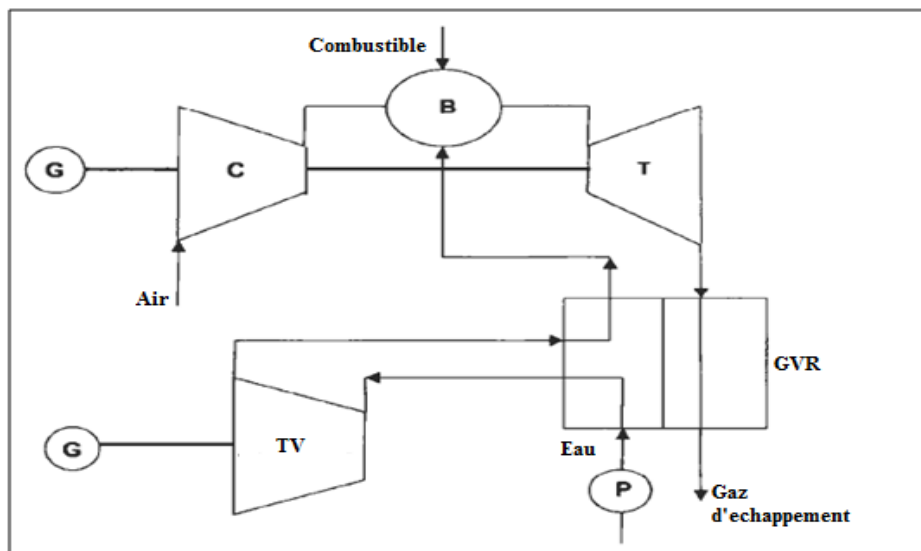 Combustible
B
G
C
T
Air
GVR
G
TV
Eau
P
Gaz
d'echappement